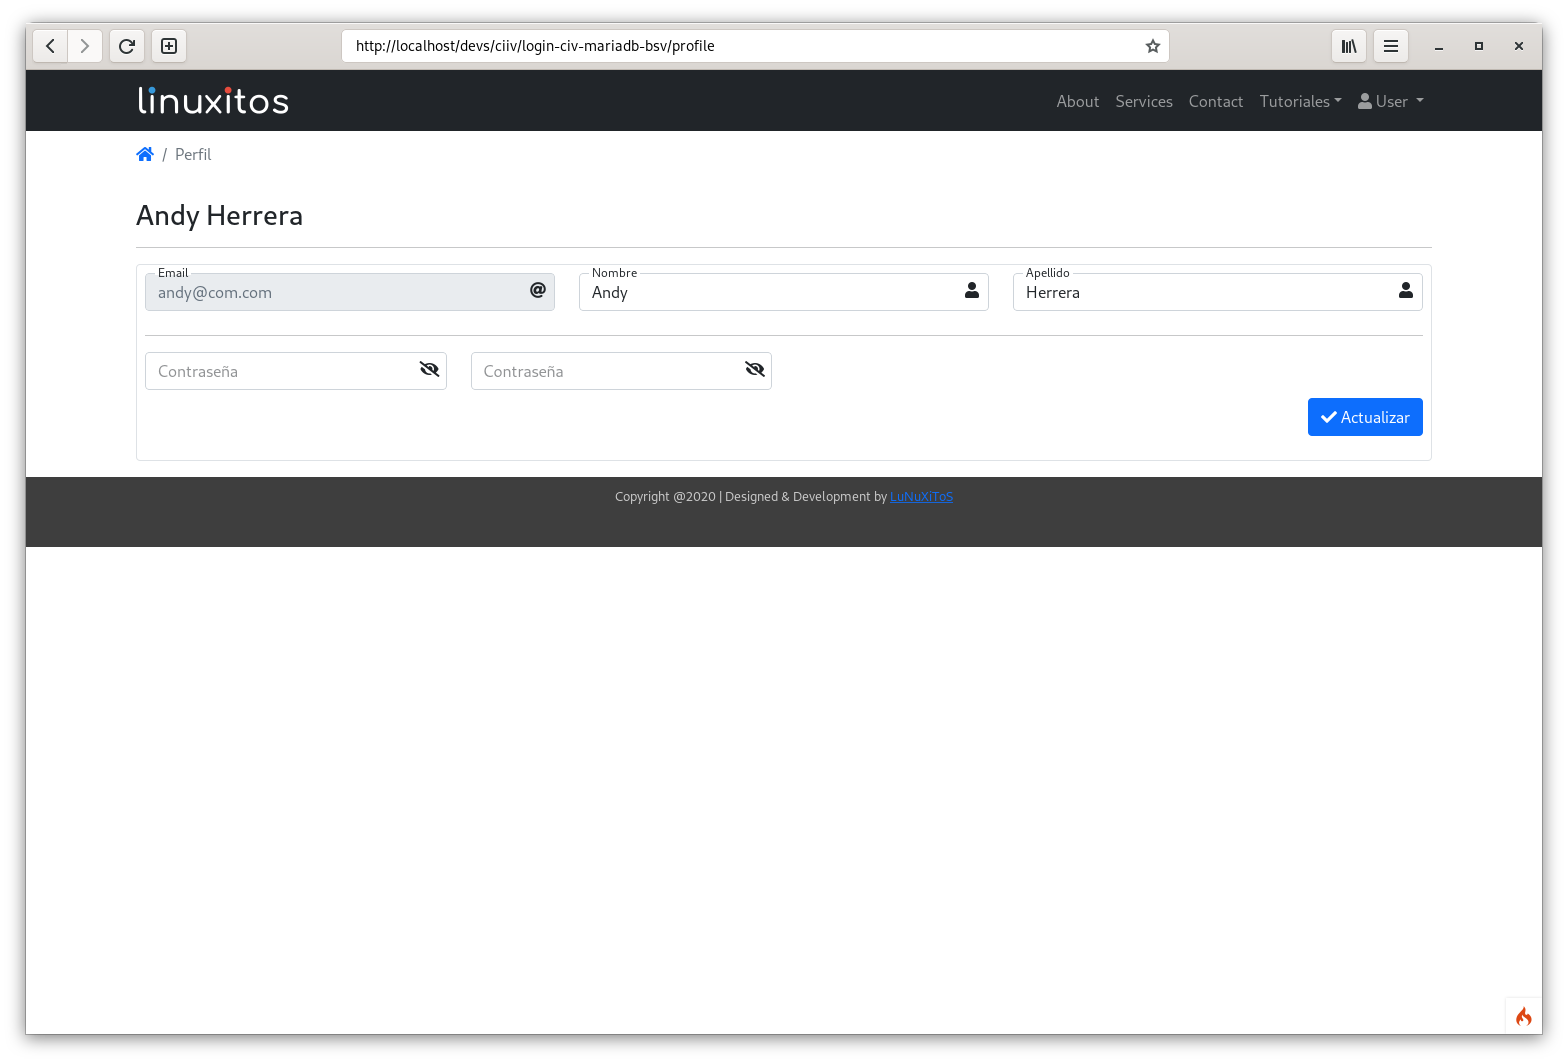 http://localhost/devs/ciiv/login-civ-mariadb-bsv/profile
linuxitos
About Services Contact Tutoriales User
/ Perfil
Andy Herrera
Email Nombre Apellido
andy@com.com Andy Herrera
Contraseña Contraseña
Actualizar
Copyright @2020 | Designed & Development by LuNuXiToS